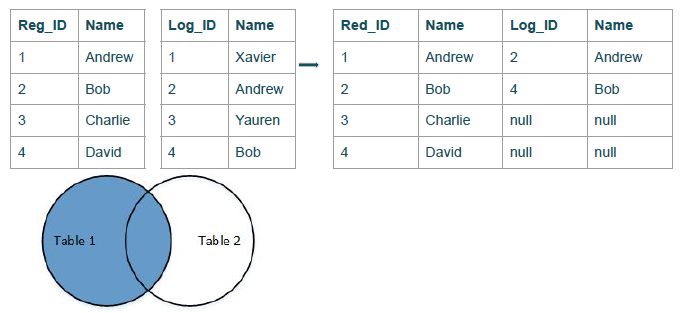 Reg_ID Name Log_ID Name Red_ID Name Log_ID Name
1 Andrew 1 Xavier 1 Andrew 2 Andrew
2 Bob 2 Andrew 2 Bob 4 Bob
3 Charlie 3 Yauren 3 Charlie null null
4 David 4 Bob 4 David null null
Table 1 Table 2